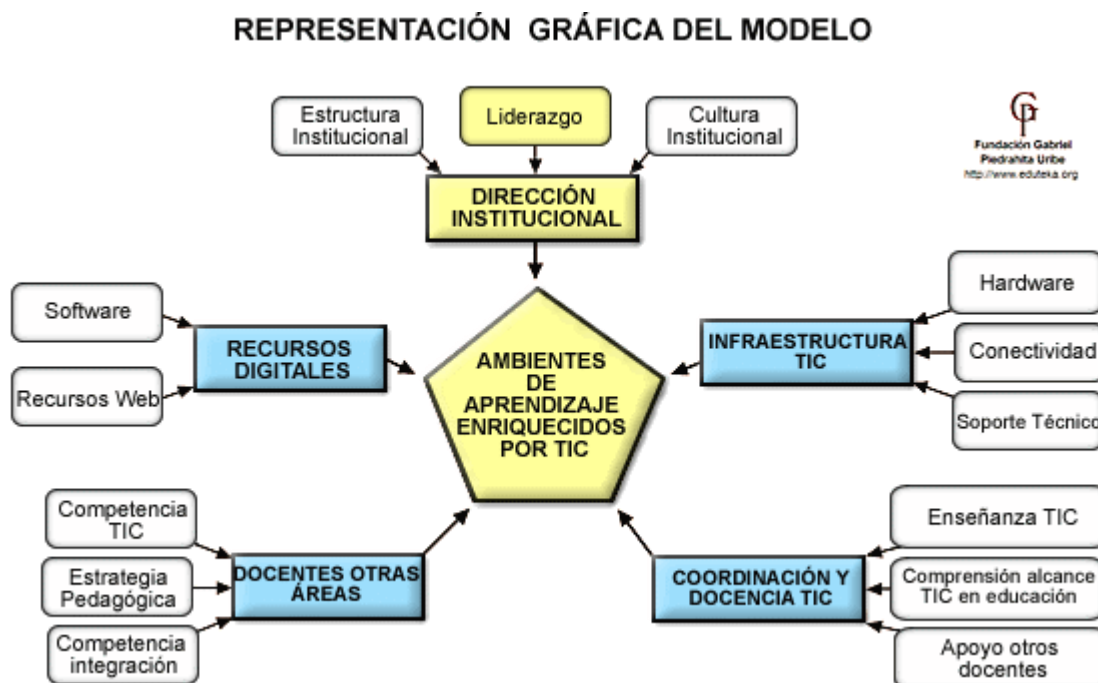 REPRESENTACIÓN GRÁFICA DEL MODELO
Estructura
Institucional
Liderazgo
Cultura
Institucional
Fundación Gabriel
Piedrahita Uribe
http://www.eduteka.org
DIRECCIÓN
INSTITUCIONAL
Software
Recursos Web
RECURSOS
DIGITALES
AMBIENTES
DE
APRENDIZAJE
ENRIQUECIDOS
POR TIC
INFRAESTRUCTURA
TIC
Hardware
Conectividad
Soporte Técnico
Competencia
TIC
Estrategia
Pedagógica
Competencia
integración
DOCENTES OTRAS
ÁREAS
COORDINACIÓN Y
DOCENCIA TIC
Enseñanza TIC
Comprensión alcance
TIC en educación
Apoyo otros
docentes